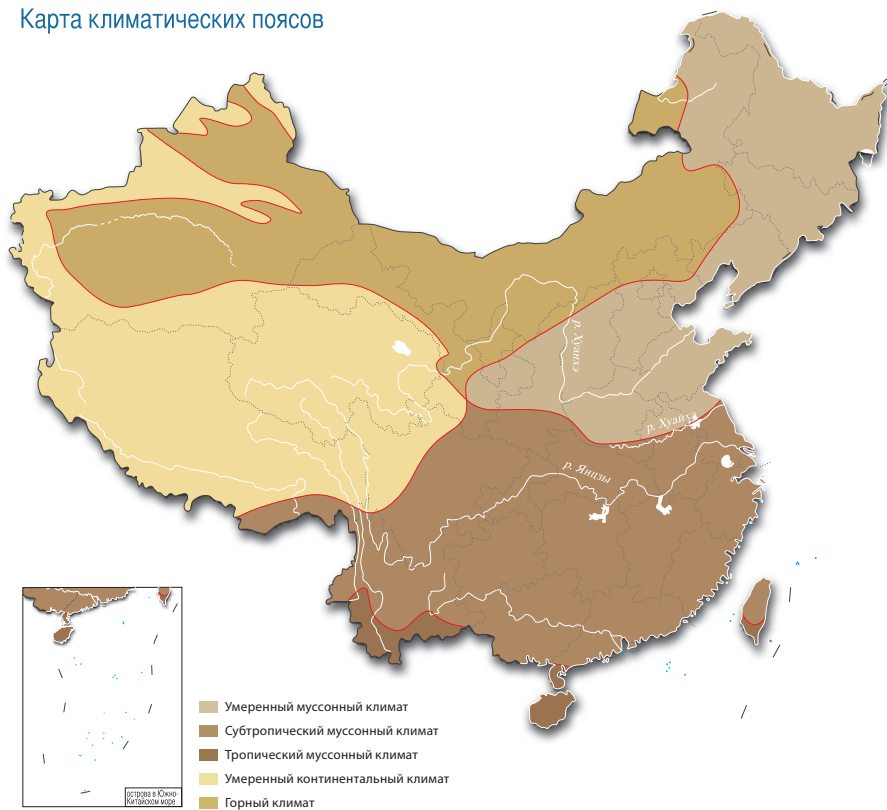 Карта климатических поясов
р. Хуанхэ
р. Хуайхэ
р. Янцзы
Умеренный муссонный климат
Субтропический муссонный климат
Тропический муссонный климат
Умеренный континентальный климат
Горный климат
острова в Южно-
Китайском море